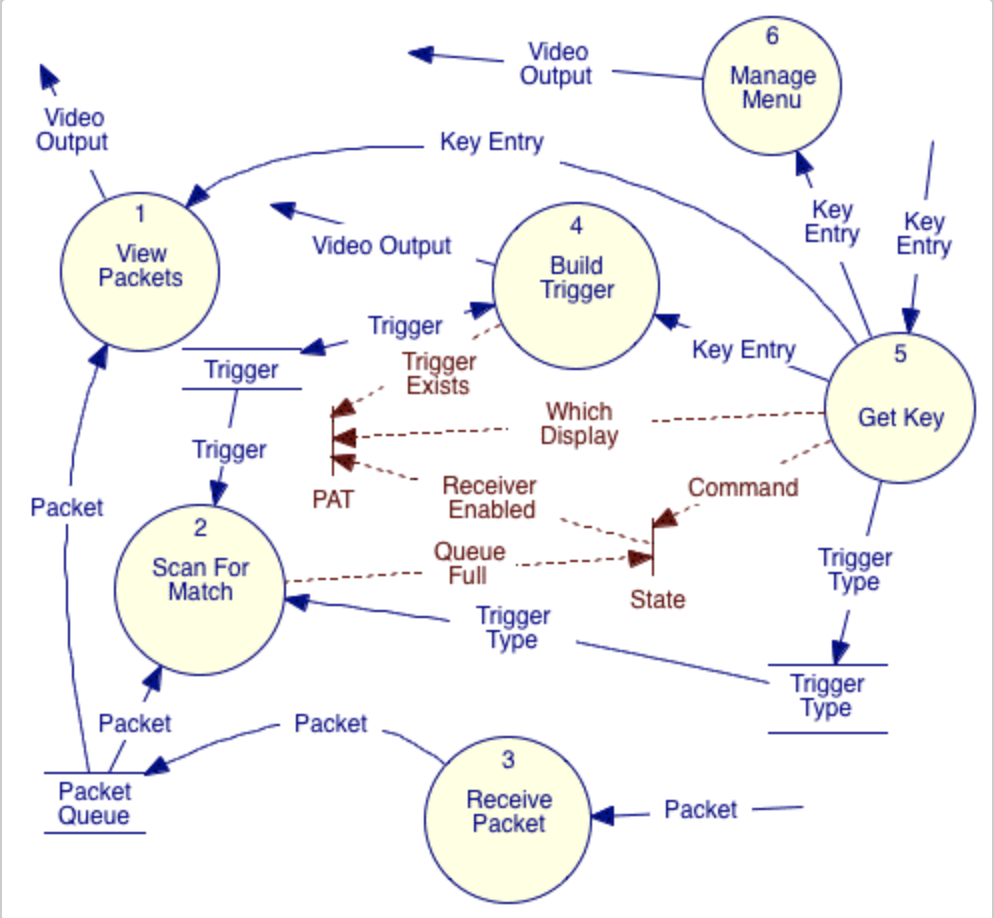 6
Manage
Menu
Video
Output
Video
Output
Key Entry
1
View
Packets
4
Build
Trigger
Video Output
Key
Entry
Key
Entry
Trigger
Trigger
Exists
Key Entry
5
Get Key
Trigger
Which
Display
Trigger
PAT
Receiver
Enabled
Command
Packet
2
Scan For
Match
Queue
Full
State
Trigger
Type
Trigger
Type
Trigger
Type
Packet
Packet
3
Receive
Packet
Packet
Packet
Queue